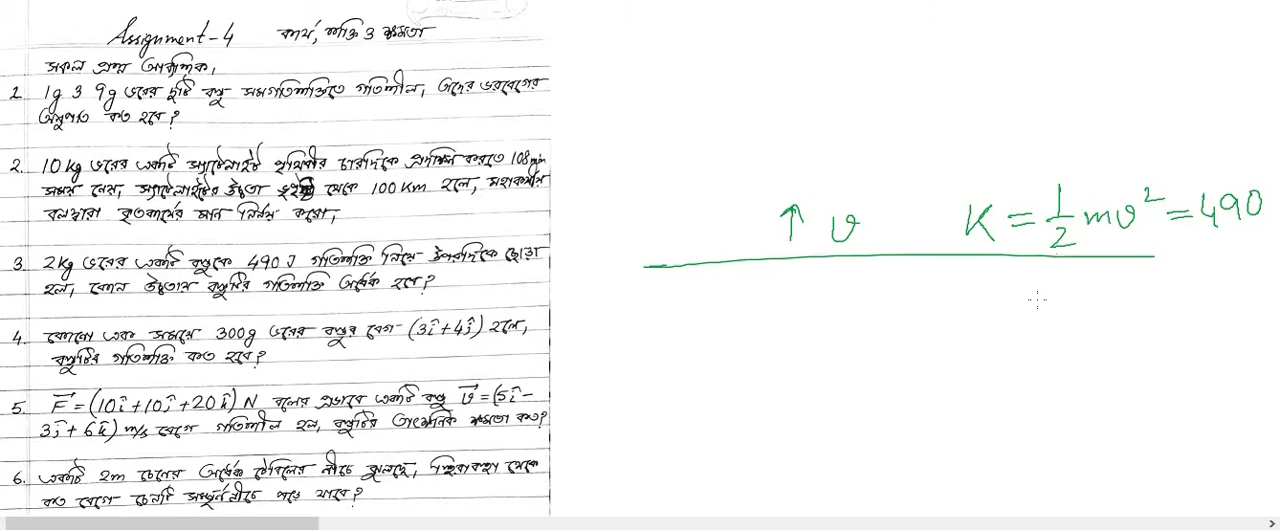 Assignment-4 কার্য, শক্তি ও ক্ষমতা
সকল প্রশ্ন আবশ্যিক।
1. 1g ও 9g ভরের দুটি বস্তু সমগতিশক্তিতে গতিশীল, তাদের ভরবেগের
অনুপাত কত হবে?
2. 10 kg ভরের একটি স্যাটেলাইট পৃথিবীর চারদিকে প্রদক্ষিণ করতে 108 min
সময় নেয়, স্যাটেলাইটের উচ্চতা থেকে 100 Km হলে, মহাকর্ষীয়
বলদ্বারা কৃতকার্যের মান নির্ণয় করো,
3. 2Kg ভরের একটি বস্তুকে 490 J গতিশক্তি নিয়ে উপরদিকে ছোড়া
হল, কোন উচ্চতায় বস্তুটির গতিশক্তি অর্ধেক হবে?
4. কোনো এক সময়ে 300g ভরের বস্তুর বেগ (3î + 4ĵ) হলে,
বস্তুটির গতিশক্তি কত হবে?
5. F⃗ = (10î + 10ĵ + 20k̂) N বলের প্রভাবে একটি বস্তু v⃗ = (5î -
3ĵ + 6k̂) m/s বেগে গতিশীল হল, বস্তুটির তাৎক্ষনিক ক্ষমতা কত?
6. একটি 2m চেনের অর্ধেক টেবিলের নীচে ঝুলছে, স্থিরাবস্থা থেকে
কত বেগে চেনটি সম্পূর্ন নীচে পড়ে যাবে?
↑ v K = 1/2 mv² = 490